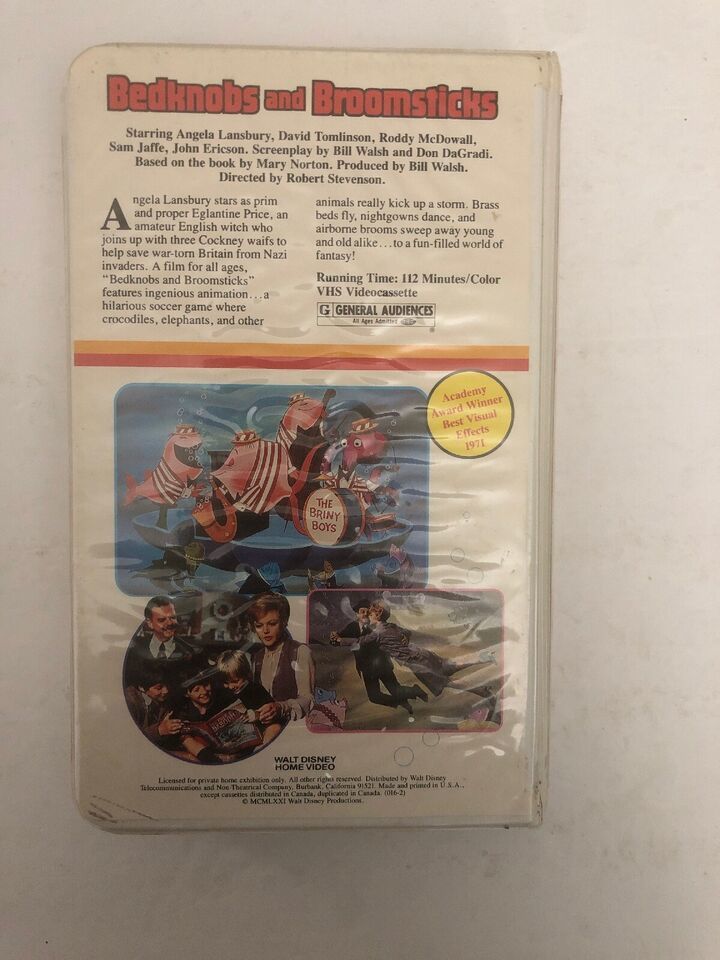 Bedknobs and Broomsticks
Starring Angela Lansbury, David Tomlinson, Roddy McDowall,
Sam Jaffe, John Ericson. Screenplay by Bill Walsh and Don DaGradi.
Based on the book by Mary Norton. Produced by Bill Walsh.
Directed by Robert Stevenson.
Angela Lansbury stars as prim
and proper Eglantine Price, an
amateur English witch who
joins up with three Cockney waifs to
help save war-torn Britain from Nazi
invaders. A film for all ages,
"Bedknobs and Broomsticks"
features ingenious animation...a
hilarious soccer game where
crocodiles, elephants, and other
animals really kick up a storm. Brass
beds fly, nightgowns dance, and
airborne brooms sweep away young
and old alike...to a fun-filled world of
fantasy!
Running Time: 112 Minutes/Color
VHS Videocassette
G GENERAL AUDIENCES
All Ages Admitted
Academy
Award Winner
Best Visual
Effects
1971
THE
BRINY
BOYS
WALT DISNEY
HOME VIDEO
Licensed for private home exhibition only. All other rights reserved. Distributed by Walt Disney
Telecommunications and Non-Theatrical Company, Burbank, California 91521. Made and printed in U.S.A.,
except cassettes distributed in Canada, duplicated in Canada. (016-2)
© MCMLXXI Walt Disney Productions.